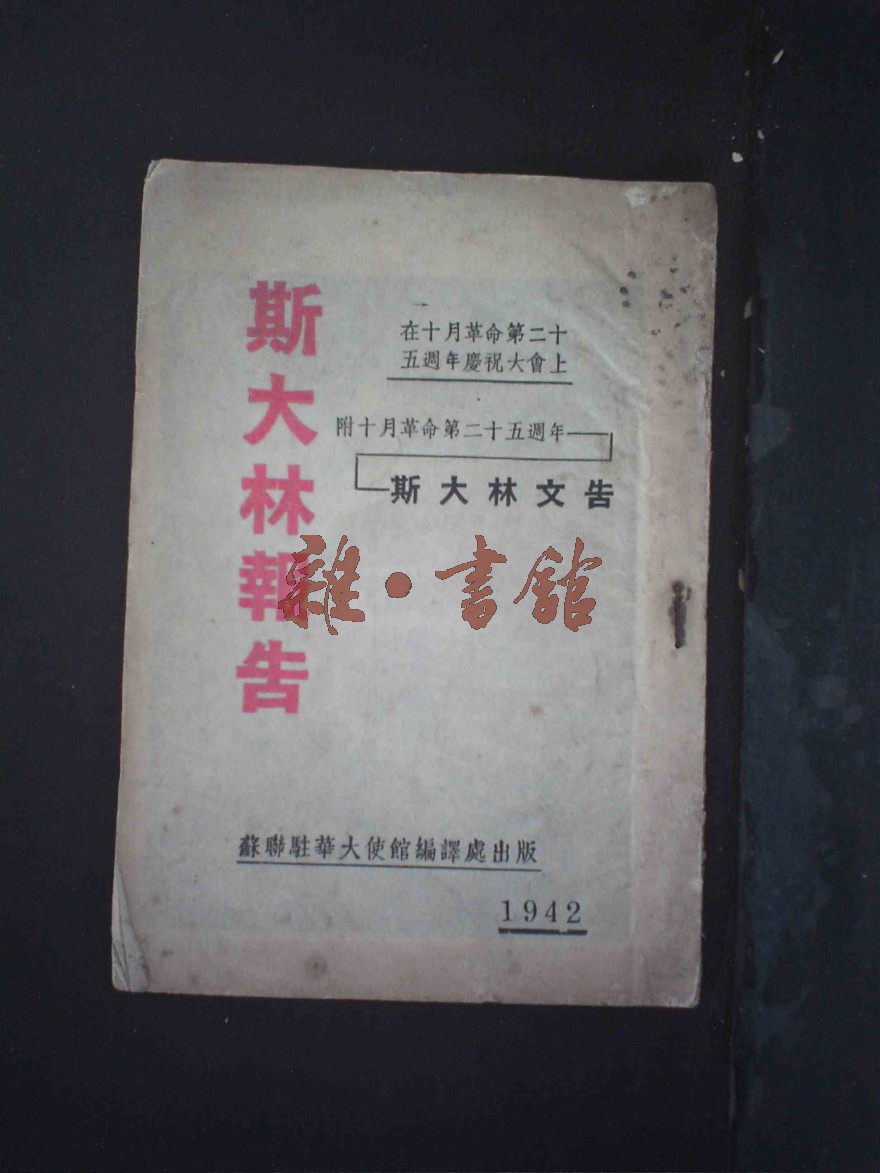 斯大林報告
在十月革命第二十
五週年慶祝大會上
附十月革命第二十五週年
斯大林文告
雜·書館
蘇聯駐華大使館編譯處出版
1942